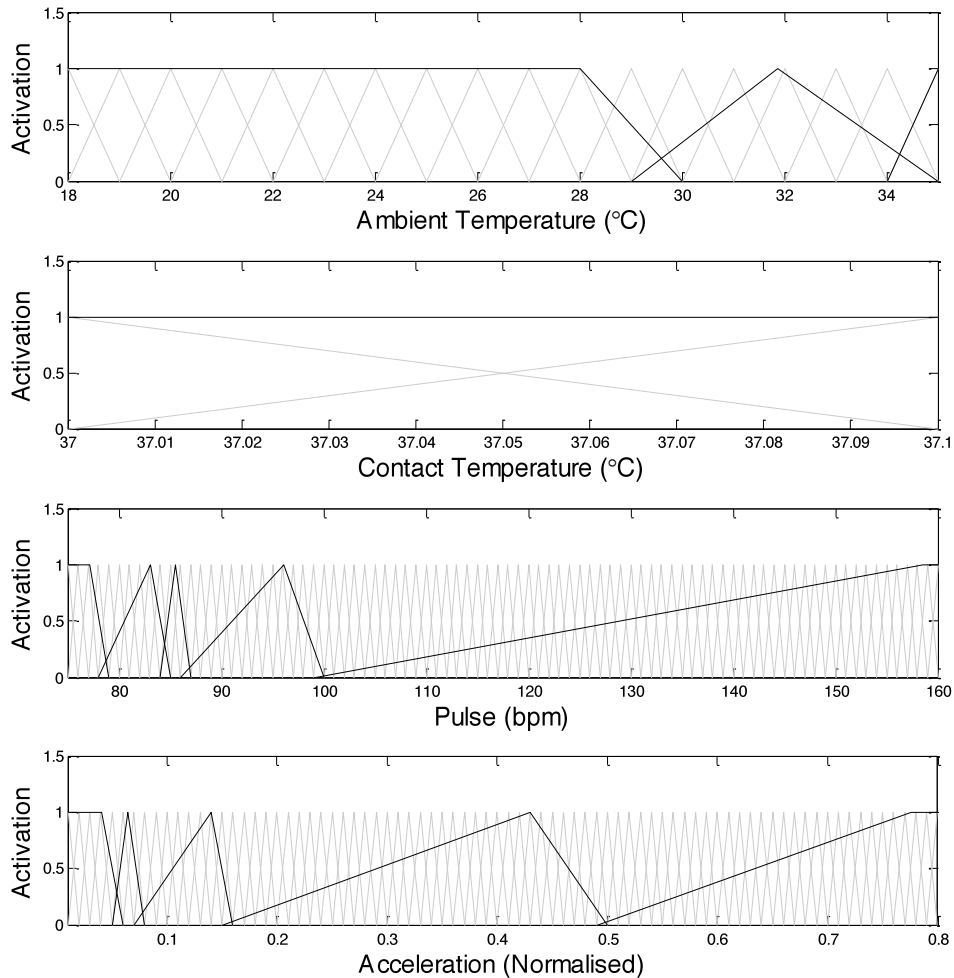 1.5
1
0.5
0
Activation
18 20 22 24 26 28 30 32 34
Ambient Temperature (°C)
1.5
1
0.5
0
Activation
37 37.01 37.02 37.03 37.04 37.05 37.06 37.07 37.08 37.09 37.1
Contact Temperature (°C)
1.5
1
0.5
0
Activation
80 90 100 110 120 130 140 150 160
Pulse (bpm)
1.5
1
0.5
0
Activation
0.1 0.2 0.3 0.4 0.5 0.6 0.7 0.8
Acceleration (Normalised)